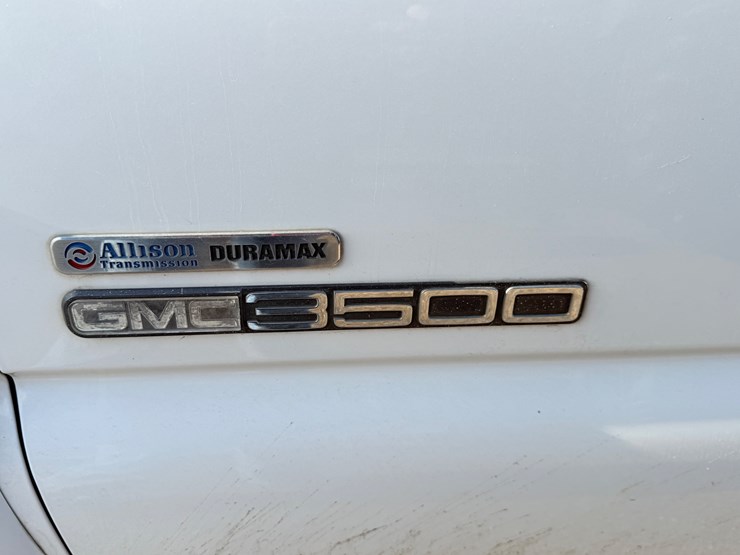 Allison DURAMAX
Transmission
GMC 3500